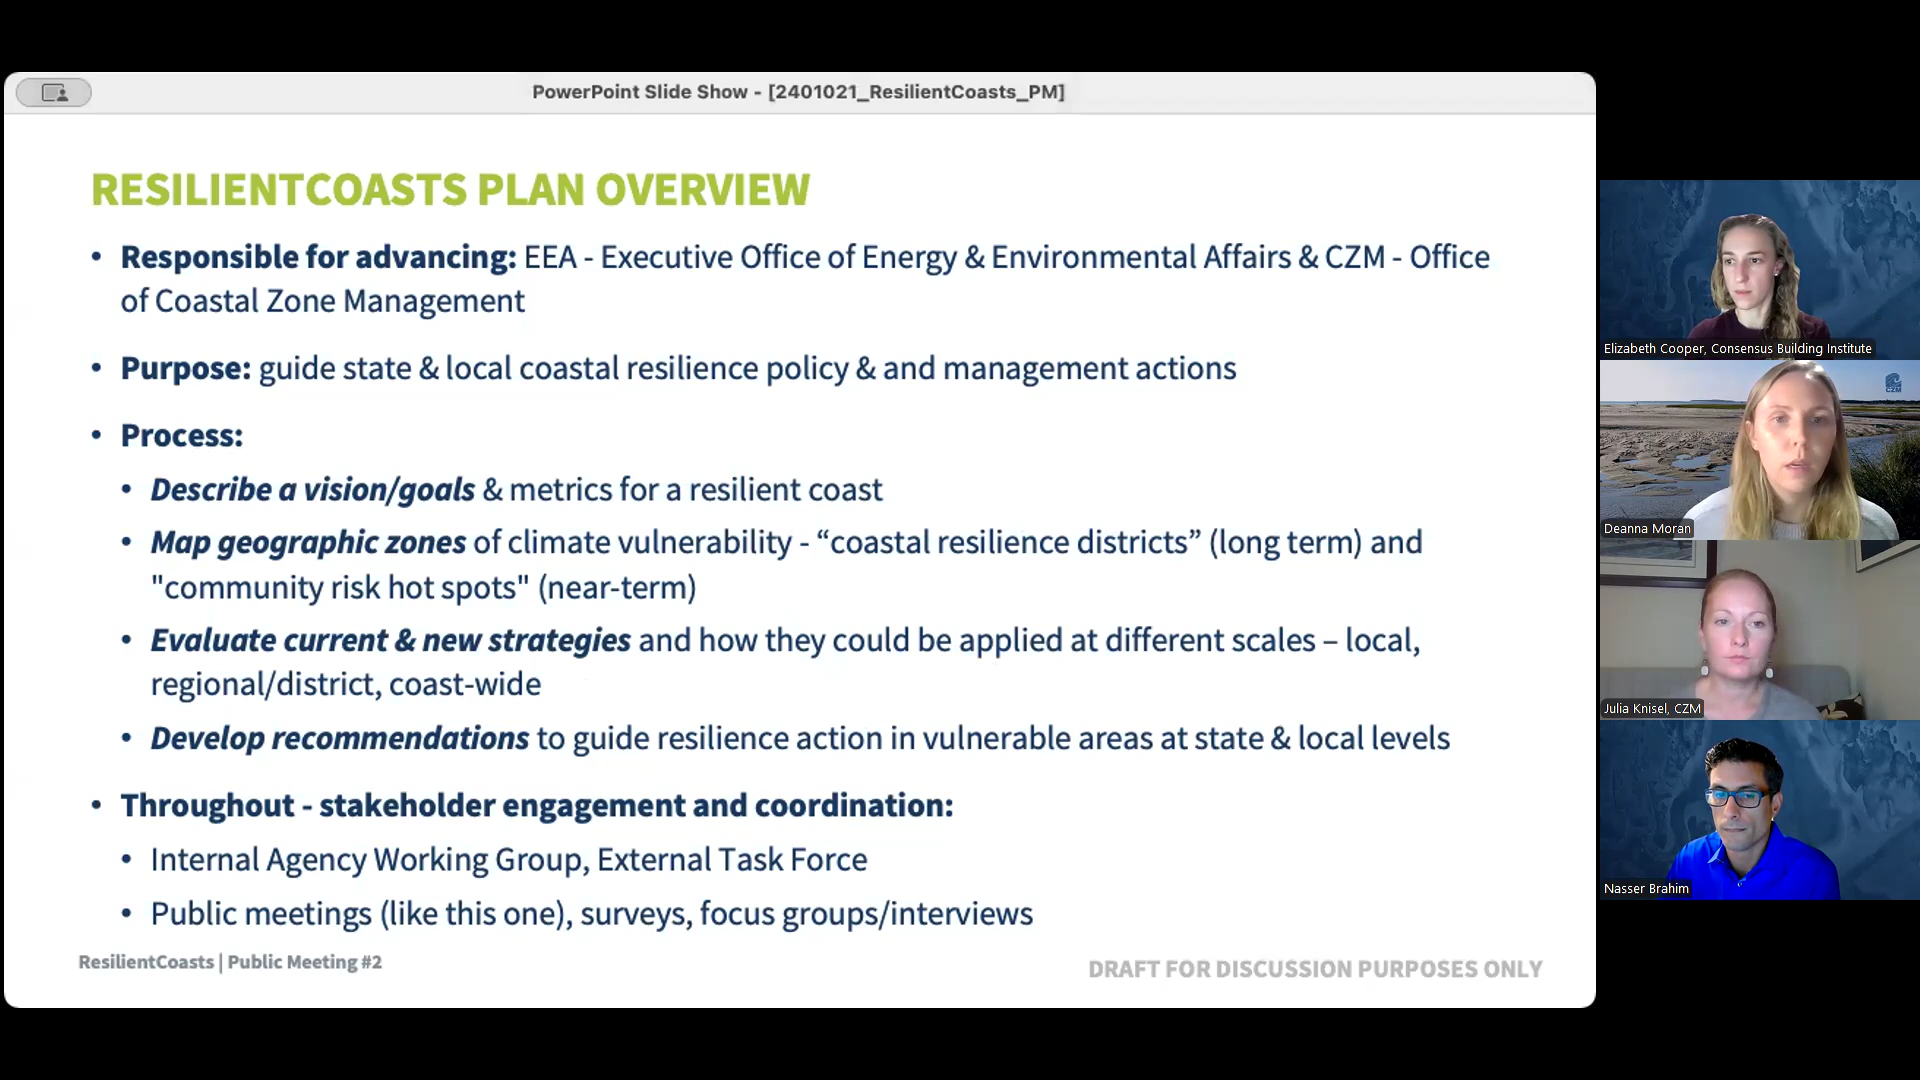 PowerPoint Slide Show - [2401021_ResilientCoasts_PM]
RESILIENTCOASTS PLAN OVERVIEW
• Responsible for advancing: EEA - Executive Office of Energy & Environmental Affairs & CZM - Office
of Coastal Zone Management
• Purpose: guide state & local coastal resilience policy & and management actions
• Process:
• Describe a vision/goals & metrics for a resilient coast
• Map geographic zones of climate vulnerability - “coastal resilience districts” (long term) and
"community risk hot spots" (near-term)
• Evaluate current & new strategies and how they could be applied at different scales – local,
regional/district, coast-wide
• Develop recommendations to guide resilience action in vulnerable areas at state & local levels
• Throughout - stakeholder engagement and coordination:
• Internal Agency Working Group, External Task Force
• Public meetings (like this one), surveys, focus groups/interviews
ResilientCoasts | Public Meeting #2
DRAFT FOR DISCUSSION PURPOSES ONLY
Elizabeth Cooper, Consensus Building Institute
CZM
Deanna Moran
Julia Knisel, CZM
Nasser Brahim